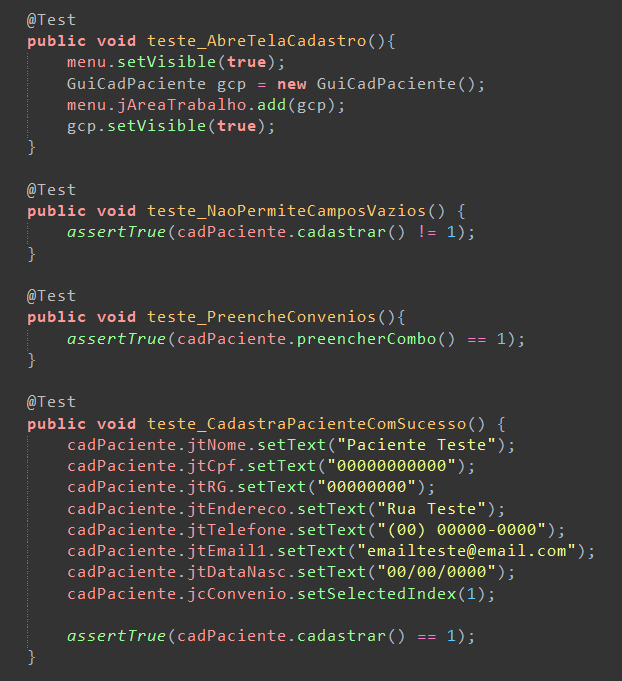 @Test
public void teste_AbreTelaCadastro(){
    menu.setVisible(true);
    GuiCadPaciente gcp = new GuiCadPaciente();
    menu.jAreaTrabalho.add(gcp);
    gcp.setVisible(true);
}

@Test
public void teste_NaoPermiteCamposVazios() {
    assertTrue(cadPaciente.cadastrar() != 1);
}

@Test
public void teste_PreencheConvenios(){
    assertTrue(cadPaciente.preencherCombo() == 1);
}

@Test
public void teste_CadastraPacienteComSucesso() {
    cadPaciente.jtNome.setText("Paciente Teste");
    cadPaciente.jtCpf.setText("00000000000");
    cadPaciente.jtRG.setText("00000000");
    cadPaciente.jtEndereco.setText("Rua Teste");
    cadPaciente.jtTelefone.setText("(00) 00000-0000");
    cadPaciente.jtEmail1.setText("emailteste@email.com");
    cadPaciente.jtDataNasc.setText("00/00/0000");
    cadPaciente.jcConvenio.setSelectedIndex(1);

    assertTrue(cadPaciente.cadastrar() == 1);
}